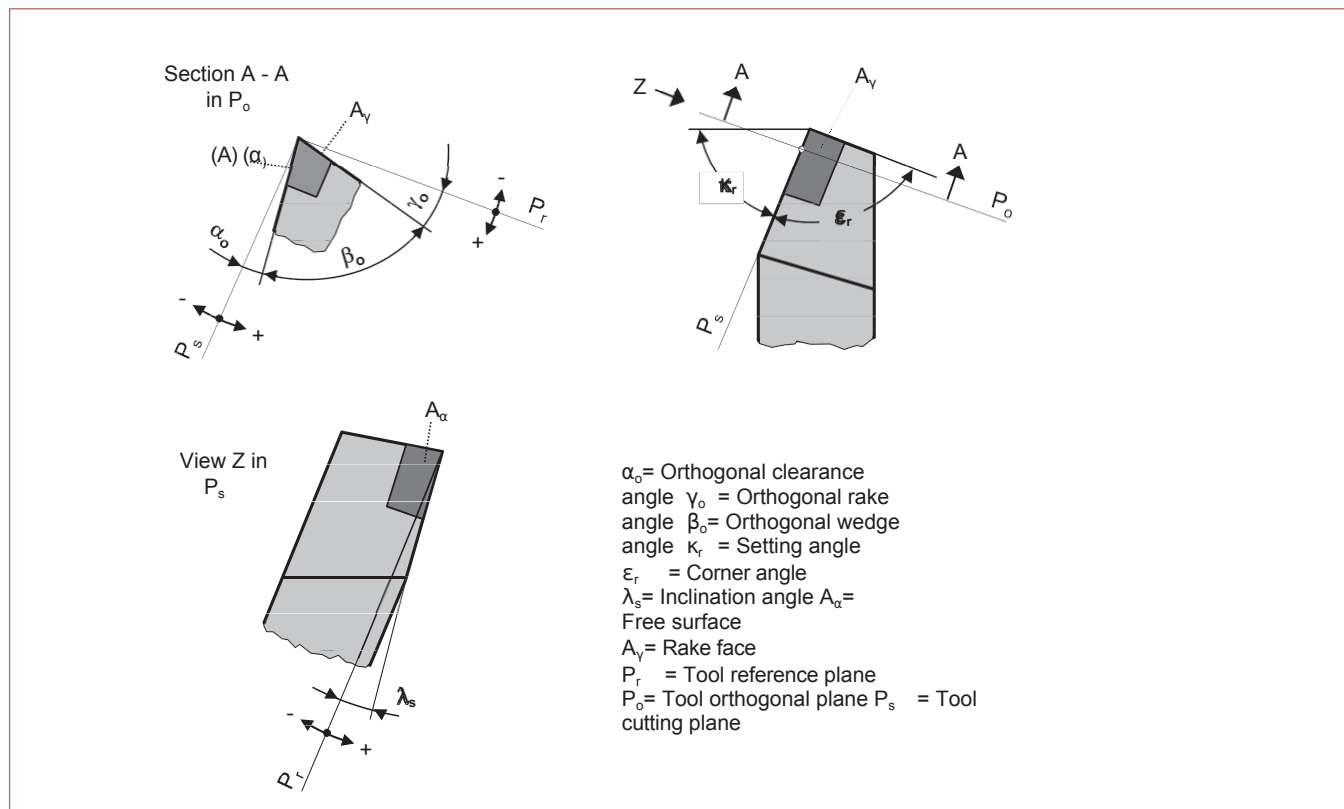 Section A - A
in Pₒ
Aγ
(A) (α)
γₒ
-
+
Pᵣ
αₒ
βₒ
-
+
Pₛ
Z
A
Aγ
A
κᵣ
εᵣ
Pₒ
Pₛ
View Z in
Pₛ
Aα
λₛ
-
+
Pᵣ
αₒ= Orthogonal clearance
angle γₒ = Orthogonal rake
angle βₒ= Orthogonal wedge
angle κᵣ = Setting angle
εᵣ = Corner angle
λₛ= Inclination angle Aα=
Free surface
Aγ= Rake face
Pᵣ = Tool reference plane
Pₒ= Tool orthogonal plane Pₛ = Tool
cutting plane